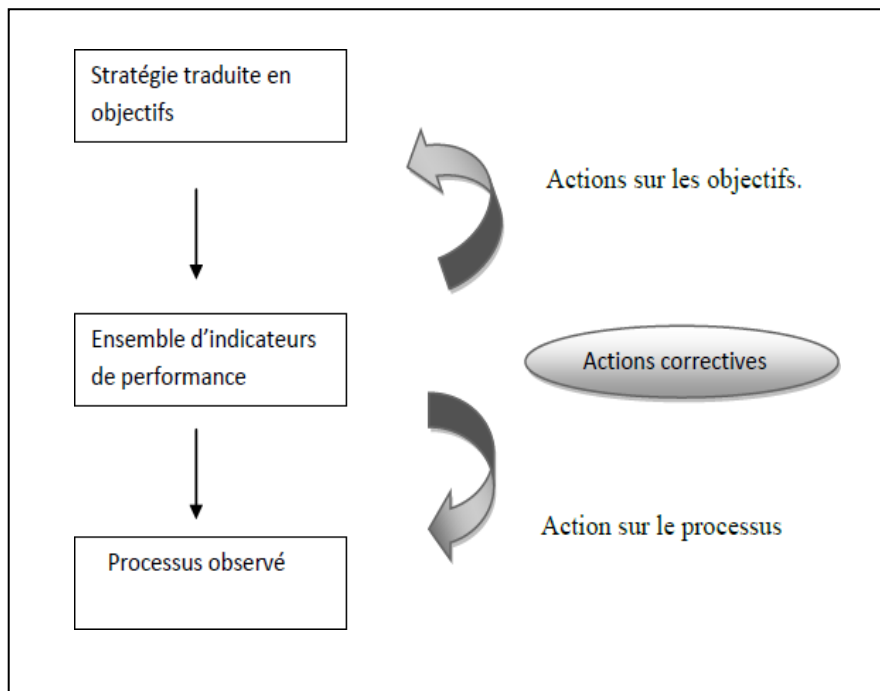 Stratégie traduite en
objectifs
Actions sur les objectifs.
Ensemble d’indicateurs
de performance
Actions correctives
Action sur le processus
Processus observé